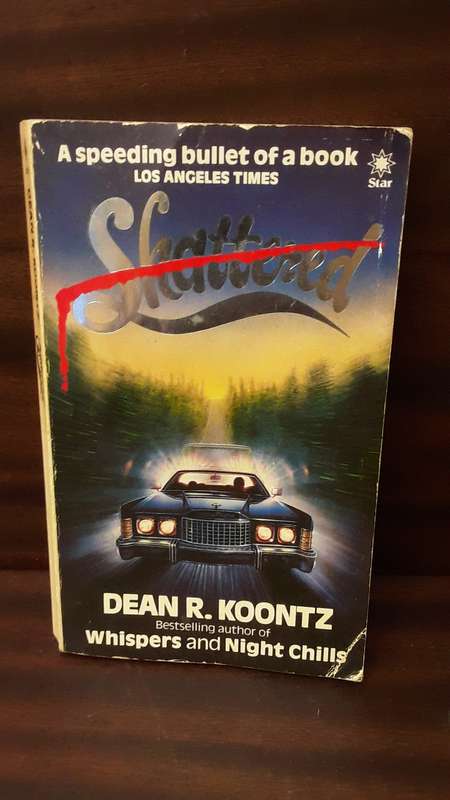 A speeding bullet of a book
LOS ANGELES TIMES
Star
Shattered
DEAN R. KOONTZ
Bestselling author of
Whispers and Night Chills